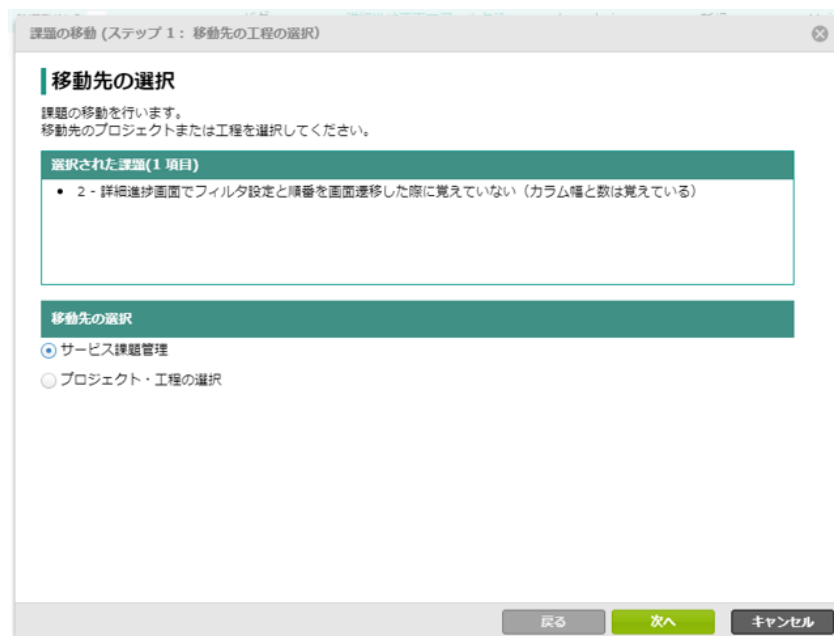 課題の移動 (ステップ 1： 移動先の工程の選択)
移動先の選択
課題の移動を行います。
移動先のプロジェクトまたは工程を選択してください。
選択された課題(1 項目)
• 2 - 詳細進捗画面でフィルタ設定と順番を画面遷移した際に覚えていない（カラム幅と数は覚えている）
移動先の選択
サービス課題管理
プロジェクト・工程の選択
戻る
次へ
キャンセル